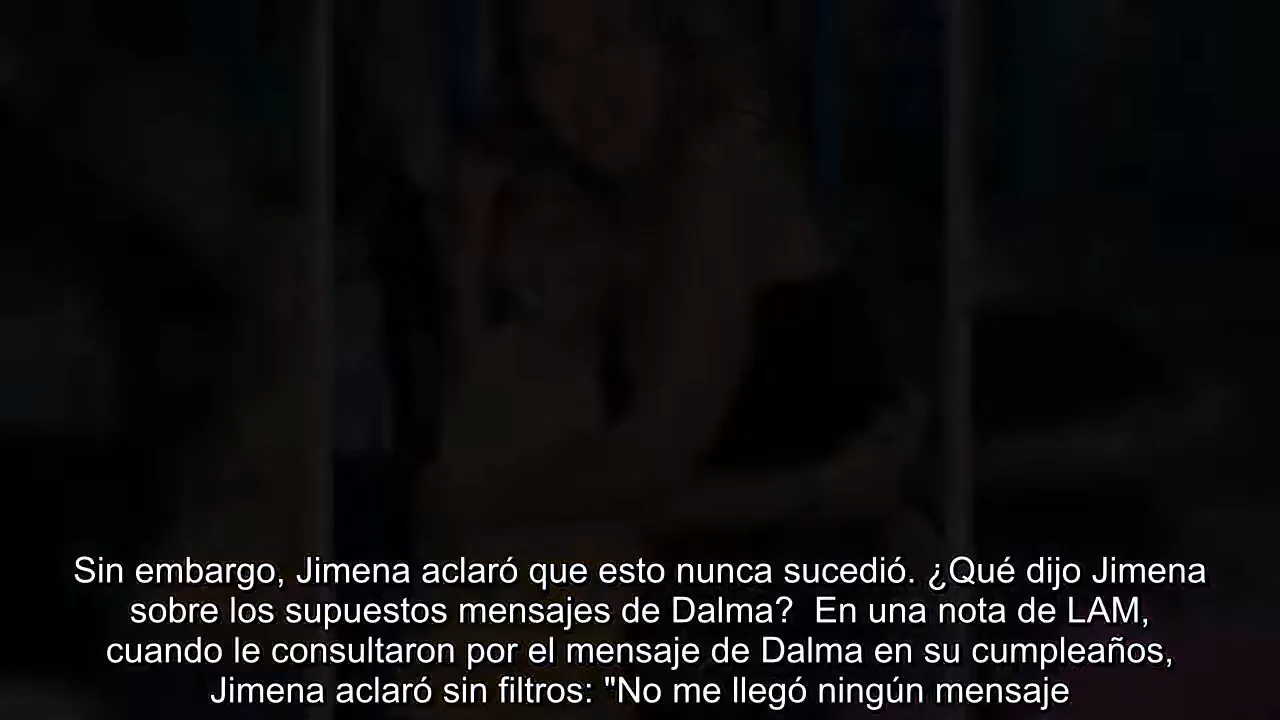 Sin embargo, Jimena aclaró que esto nunca sucedió. ¿Qué dijo Jimena
sobre los supuestos mensajes de Dalma?  En una nota de LAM,
cuando le consultaron por el mensaje de Dalma en su cumpleaños,
Jimena aclaró sin filtros: "No me llegó ningún mensaje